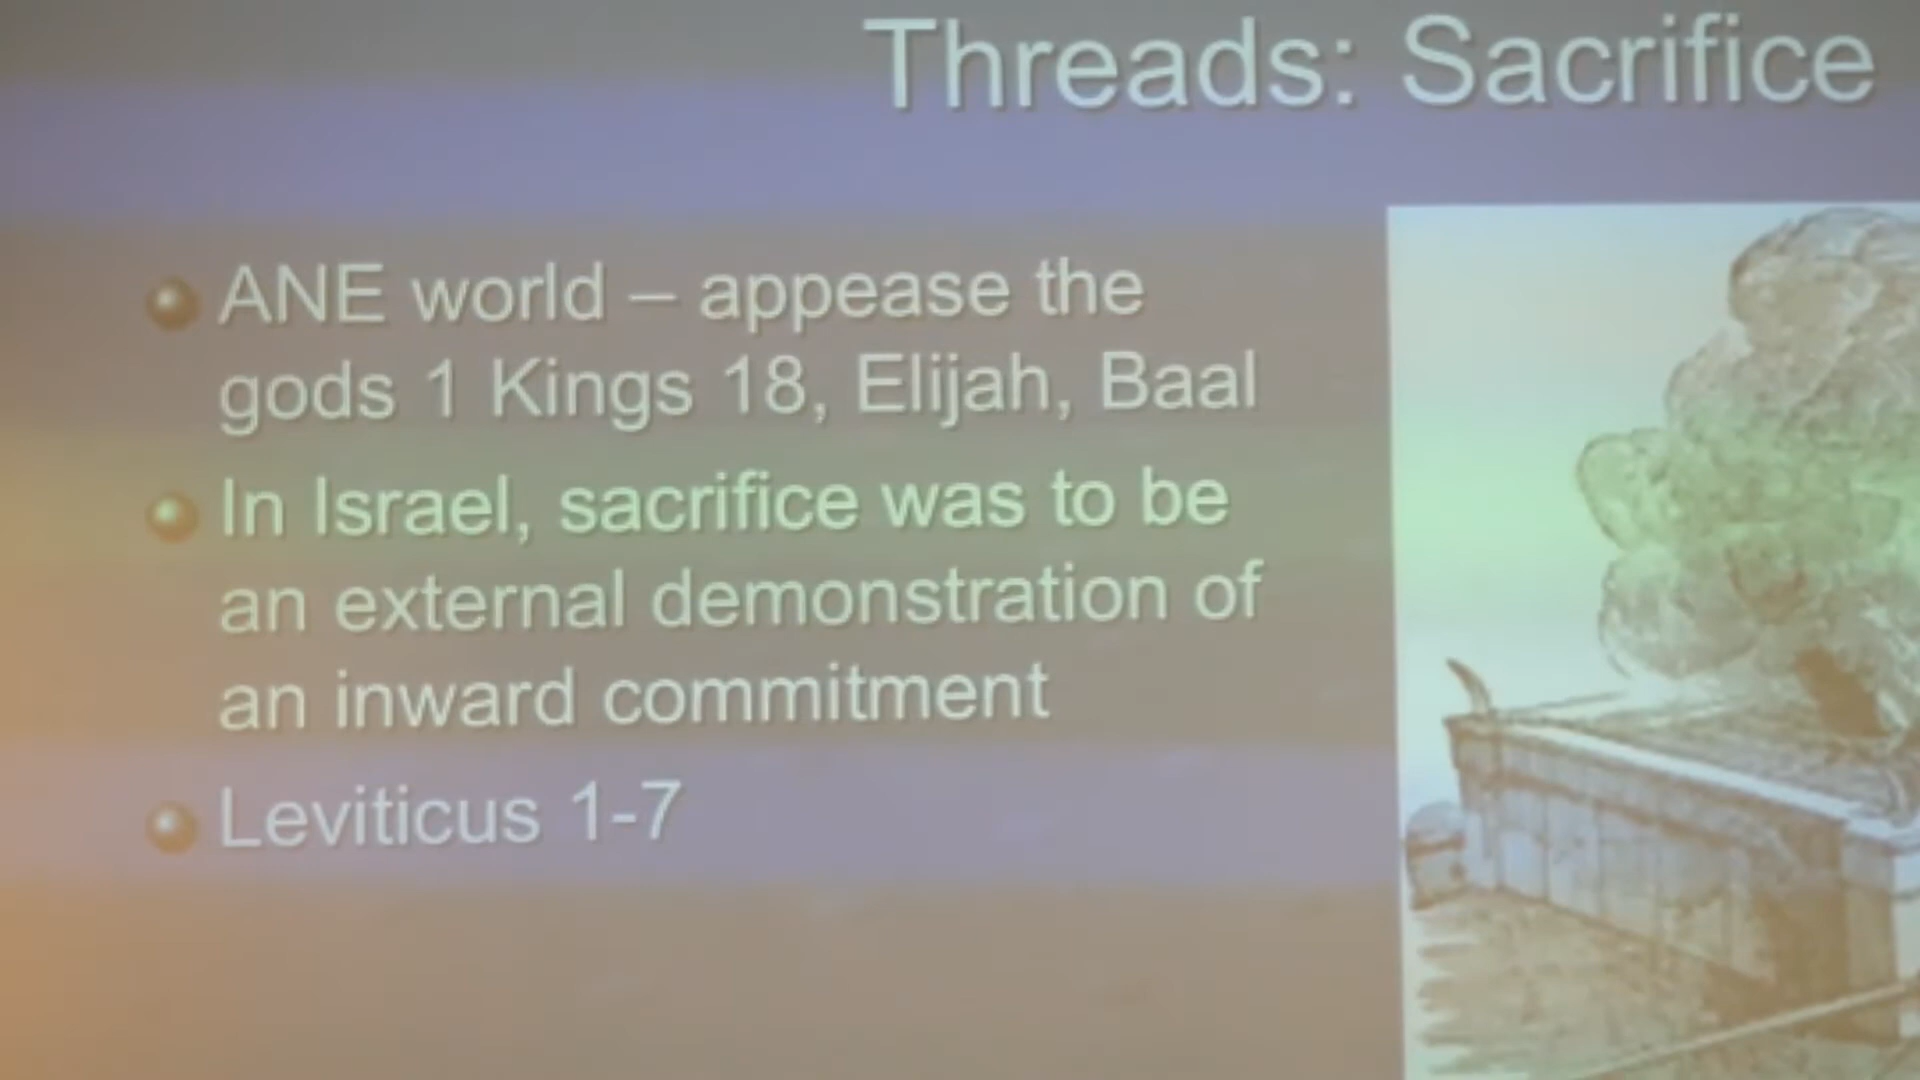 Threads: Sacrifice
ANE world – appease the
gods 1 Kings 18, Elijah, Baal
In Israel, sacrifice was to be
an external demonstration of
an inward commitment
Leviticus 1-7